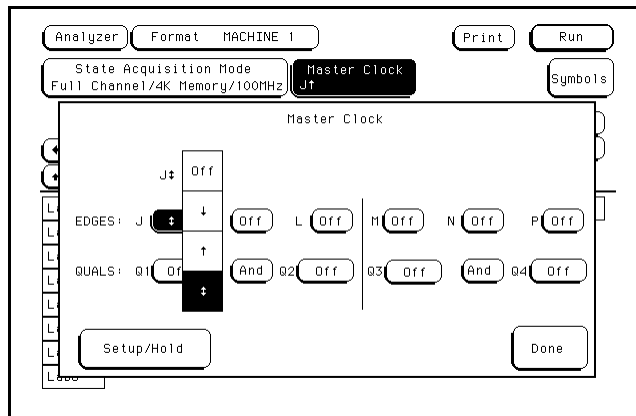 Analyzer Format MACHINE 1 Print Run
State Acquisition Mode
Full Channel/4K Memory/100MHz
Master Clock
J↑
Symbols
Master Clock
J↕ Off
↓
↑
↕
EDGES: J ↕ Off L Off M Off N Off P Off
QUALS: Q1 Of And Q2 Off Q3 Off And Q4 Off
Setup/Hold Done